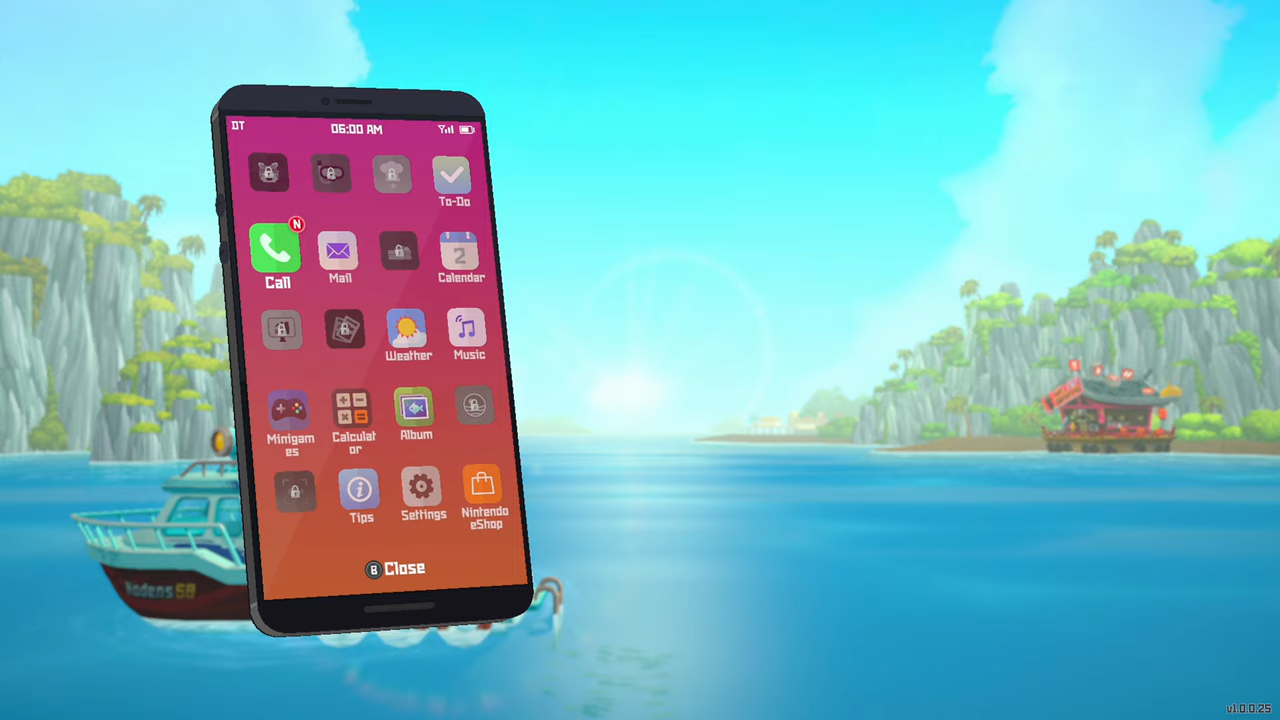 DT
06:00 AM
To-Do
N
Call
Mail
2
Calendar
Weather
Music
Minigam
es
Calculat
or
Album
Tips
Settings
Nintendo
eShop
B Close
Nodens 58
v1.0.0.25